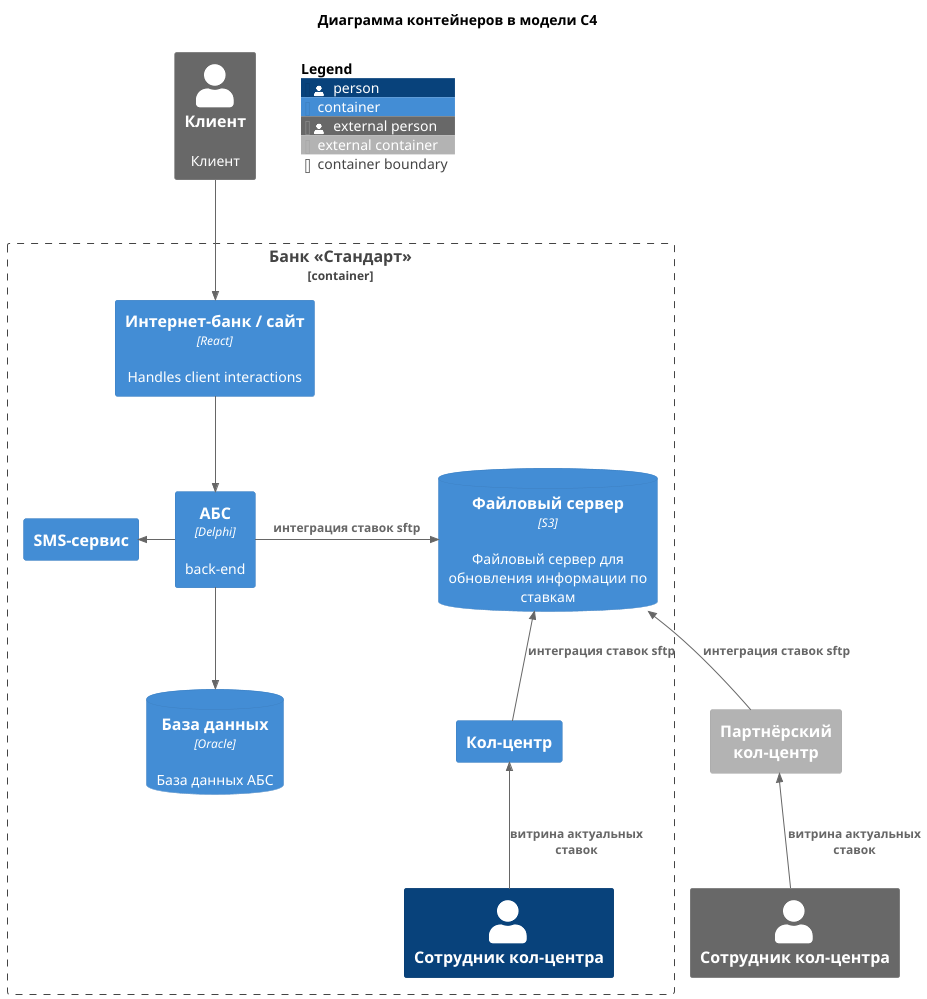 Диаграмма контейнеров в модели C4
Клиент
Клиент
Legend
person
container
external person
external container
container boundary
Банк «Стандарт»
[container]
Интернет-банк / сайт
[React]
Handles client interactions
SMS-сервис
АБС
[Delphi]
back-end
интеграция ставок sftp
Файловый сервер
[S3]
Файловый сервер для
обновления информации по
ставкам
интеграция ставок sftp
интеграция ставок sftp
База данных
[Oracle]
База данных АБС
Кол-центр
Партнёрский
кол-центр
витрина актуальных
ставок
витрина актуальных
ставок
Сотрудник кол-центра
Сотрудник кол-центра